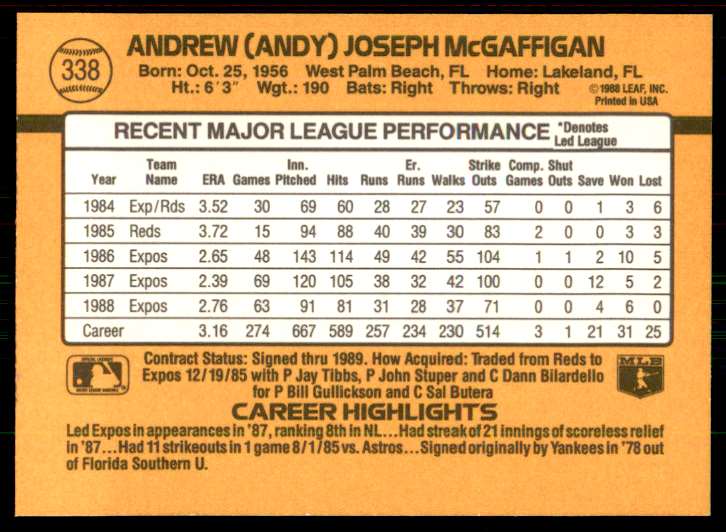 338
ANDREW (ANDY) JOSEPH McGAFFIGAN
Born: Oct. 25, 1956 West Palm Beach, FL Home: Lakeland, FL
Ht.: 6'3" Wgt.: 190 Bats: Right Throws: Right
©1988 LEAF, INC.
Printed in USA
RECENT MAJOR LEAGUE PERFORMANCE *Denotes Led League
Year Team Name ERA Games Inn. Pitched Hits Runs Er. Runs Walks Strike Outs Comp. Games Shut Outs Save Won Lost
1984 Exp/Rds 3.52 30 69 60 28 27 23 57 0 0 1 3 6
1985 Reds 3.72 15 94 88 40 39 30 83 2 0 0 3 3
1986 Expos 2.65 48 143 114 49 42 55 104 1 1 2 10 5
1987 Expos 2.39 69 120 105 38 32 42 100 0 0 12 5 2
1988 Expos 2.76 63 91 81 31 28 37 71 0 0 4 6 0
Career 3.16 274 667 589 257 234 230 514 3 1 21 31 25
Contract Status: Signed thru 1989. How Acquired: Traded from Reds to
Expos 12/19/85 with P Jay Tibbs, P John Stuper and C Dann Bilardello
for P Bill Gullickson and C Sal Butera
MLB
CAREER HIGHLIGHTS
Led Expos in appearances in '87, ranking 8th in NL...Had streak of 21 innings of scoreless relief
in '87...Had 11 strikeouts in 1 game 8/1/85 vs. Astros...Signed originally by Yankees in '78 out
of Florida Southern U.